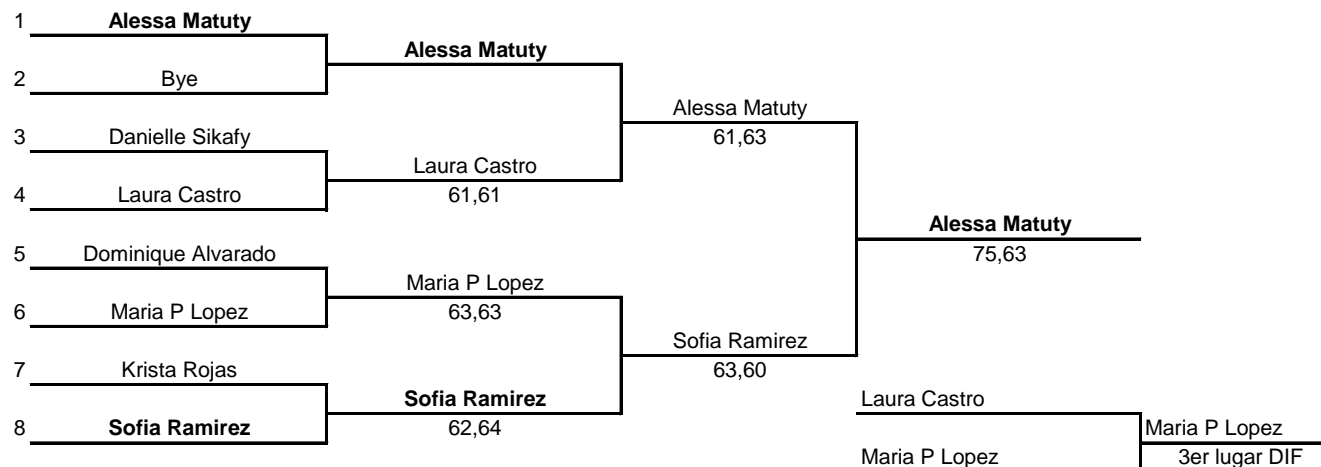 1 Alessa Matuty
Alessa Matuty
2 Bye
Alessa Matuty
61,63
3 Danielle Sikafy
Laura Castro
61,61
4 Laura Castro
Alessa Matuty
75,63
5 Dominique Alvarado
Maria P Lopez
63,63
6 Maria P Lopez
Sofia Ramirez
63,60
7 Krista Rojas
Sofia Ramirez
62,64
8 Sofia Ramirez
Laura Castro
Maria P Lopez
Maria P Lopez
3er lugar DIF